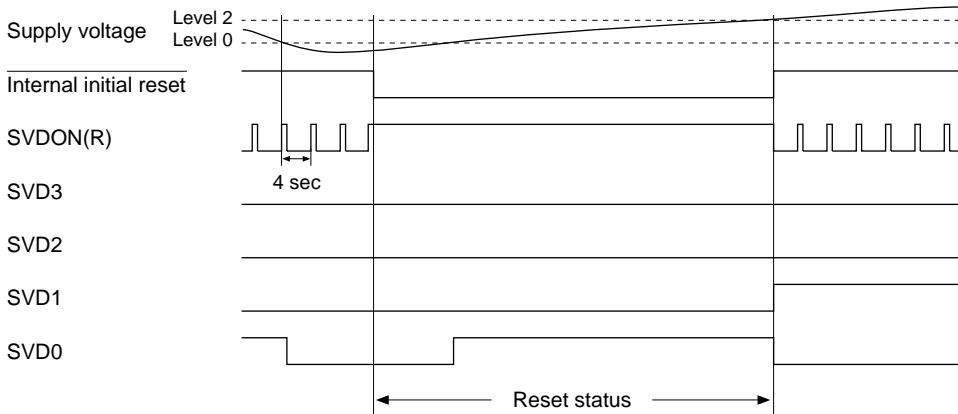 Level 2
Supply voltage
Level 0
Internal initial reset
SVDON(R)
4 sec
SVD3
SVD2
SVD1
SVD0
Reset status